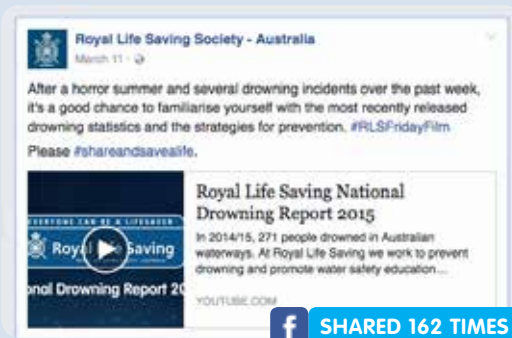 Royal Life Saving Society - Australia
March 11 ·
After a horror summer and several drowning incidents over the past week,
it's a good chance to familiarise yourself with the most recently released
drowning statistics and the strategies for prevention. #RLSFridayFilm
Please #shareandsavealife.
EVERYONE CAN BE A LIFESAVER
Royal Life Saving
onal Drowning Report 20
Royal Life Saving National
Drowning Report 2015
In 2014/15, 271 people drowned in Australian
waterways. At Royal Life Saving we work to prevent
drowning and promote water safety education...
YOUTUBE.COM
f SHARED 162 TIMES